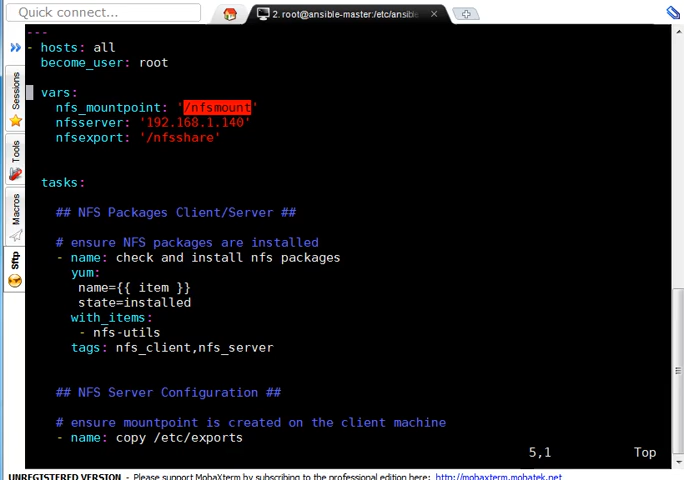 Quick connect...
2. root@ansible-master:/etc/ansible
---
- hosts: all
become_user: root
vars:
nfs_mountpoint: '/nfsmount'
nfsserver: '192.168.1.140'
nfsexport: '/nfsshare'
tasks:
## NFS Packages Client/Server ##
# ensure NFS packages are installed
- name: check and install nfs packages
yum:
name={{ item }}
state=installed
with_items:
- nfs-utils
tags: nfs_client,nfs_server
## NFS Server Configuration ##
# ensure mountpoint is created on the client machine
- name: copy /etc/exports
5,1 Top
Sessions
Tools
Macros
Sftp
UNREGISTERED VERSION - Please support MobaXterm by subscribing to the professional edition here: http://mobaxterm.mobatek.net